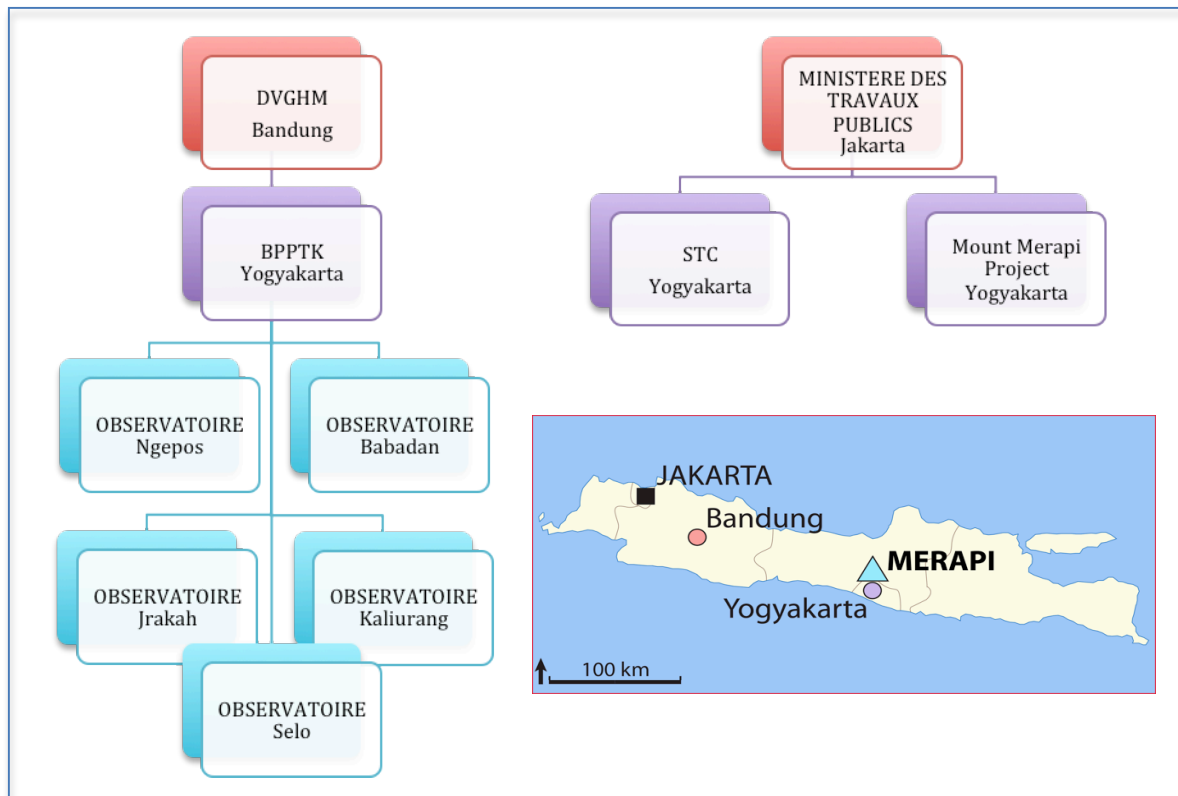 DVGHM
Bandung
MINISTERE DES
TRAVAUX
PUBLICS
Jakarta
BPPTK
Yogyakarta
STC
Yogyakarta
Mount Merapi
Project
Yogyakarta
OBSERVATOIRE
Ngepos
OBSERVATOIRE
Babadan
OBSERVATOIRE
Jrakah
OBSERVATOIRE
Kaliurang
OBSERVATOIRE
Selo
JAKARTA
Bandung
MERAPI
Yogyakarta
100 km